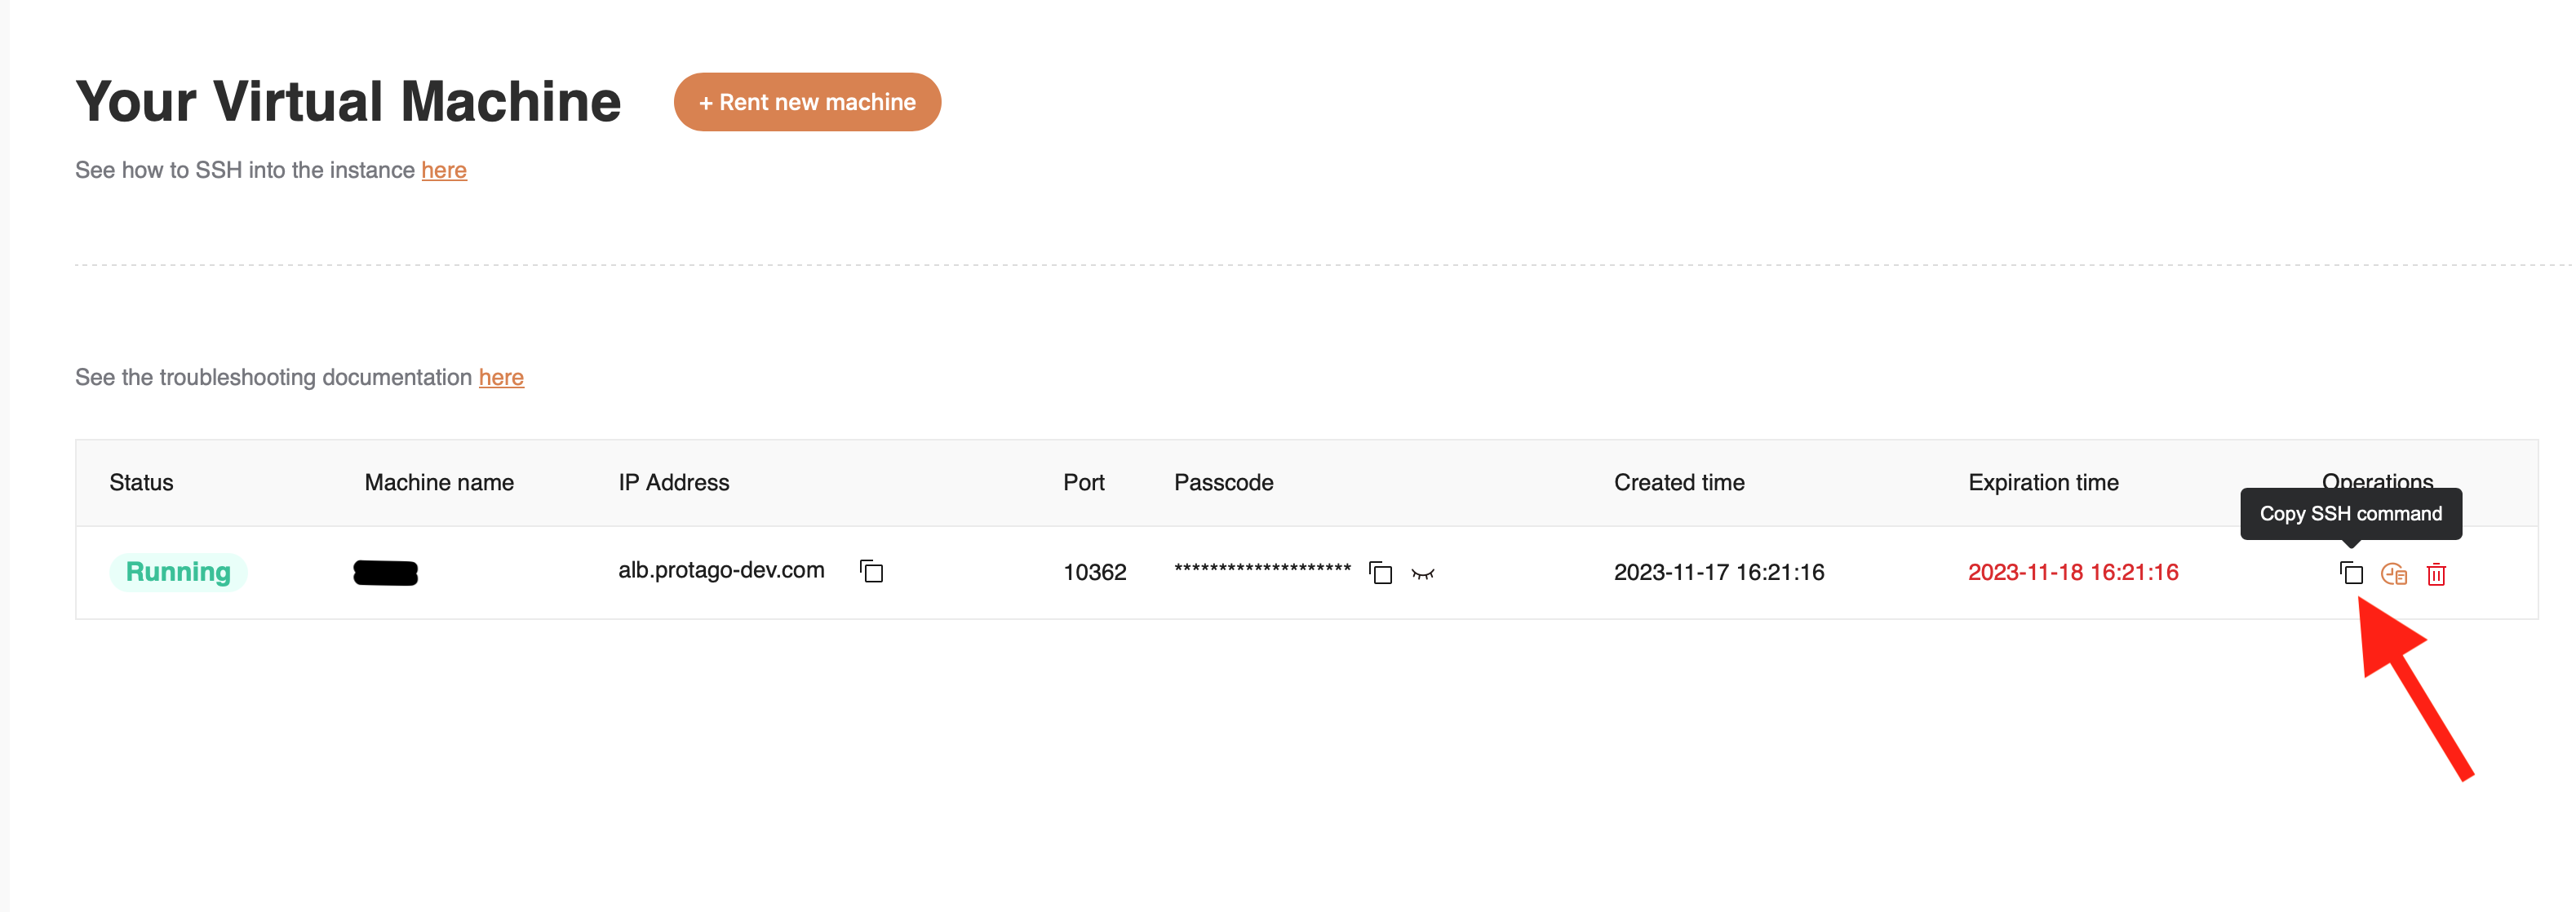 Your Virtual Machine
+ Rent new machine
See how to SSH into the instance here
See the troubleshooting documentation here
Status Machine name IP Address Port Passcode Created time Expiration time Operations
Copy SSH command
Running alb.protago-dev.com 10362 ******************** 2023-11-17 16:21:16 2023-11-18 16:21:16